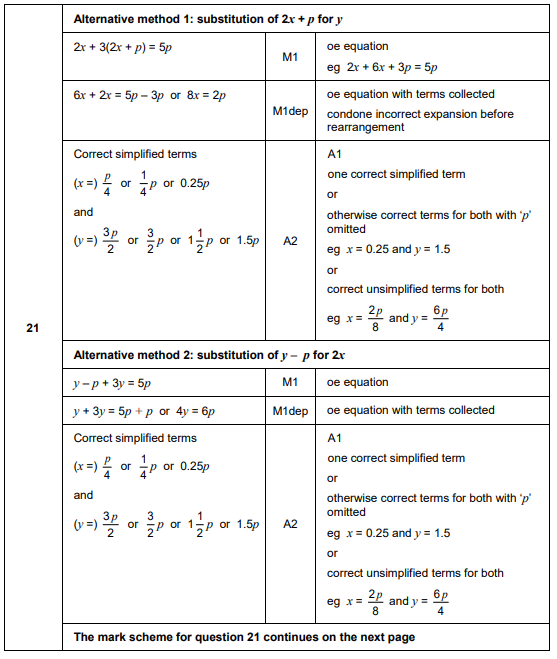 21
Alternative method 1: substitution of 2x + p for y
2x + 3(2x + p) = 5p
M1
oe equation
eg 2x + 6x + 3p = 5p
6x + 2x = 5p – 3p or 8x = 2p
M1dep
oe equation with terms collected
condone incorrect expansion before
rearrangement
Correct simplified terms
(x =) p/4 or 1/4 p or 0.25p
and
(y =) 3p/2 or 3/2 p or 1 1/2 p or 1.5p
A2
A1
one correct simplified term
or
otherwise correct terms for both with ‘p’
omitted
eg x = 0.25 and y = 1.5
or
correct unsimplified terms for both
eg x = 2p/8 and y = 6p/4
Alternative method 2: substitution of y – p for 2x
y – p + 3y = 5p
M1
oe equation
y + 3y = 5p + p or 4y = 6p
M1dep
oe equation with terms collected
Correct simplified terms
(x =) p/4 or 1/4 p or 0.25p
and
(y =) 3p/2 or 3/2 p or 1 1/2 p or 1.5p
A2
A1
one correct simplified term
or
otherwise correct terms for both with ‘p’
omitted
eg x = 0.25 and y = 1.5
or
correct unsimplified terms for both
eg x = 2p/8 and y = 6p/4
The mark scheme for question 21 continues on the next page